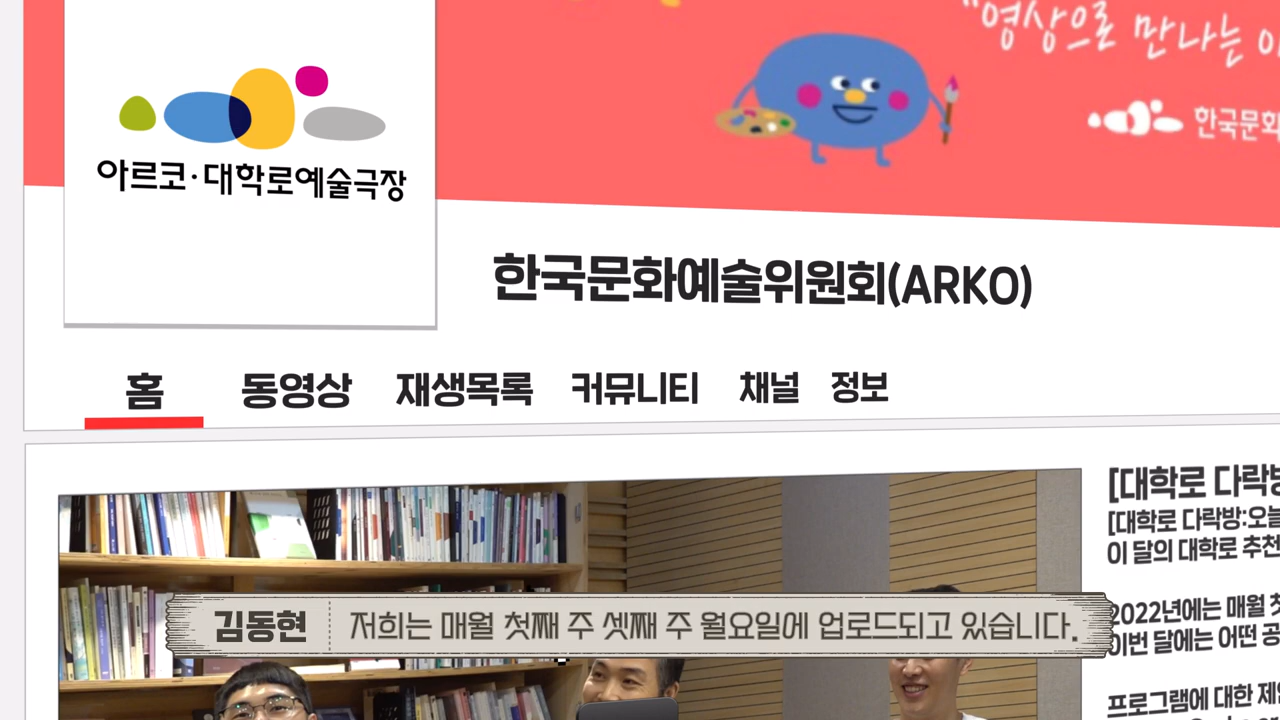 "영상으로 만나는
한국문화
아르코·대학로예술극장
한국문화예술위원회(ARKO)
홈 동영상 재생목록 커뮤니티 채널 정보
[대학로 다락방
[대학로 다락방:오늘
이 달의 대학로 추천
2022년에는 매월 첫
이번 달에는 어떤 공
프로그램에 대한 제안
김동현 저희는 매월 첫째 주 셋째 주 월요일에 업로드되고 있습니다.